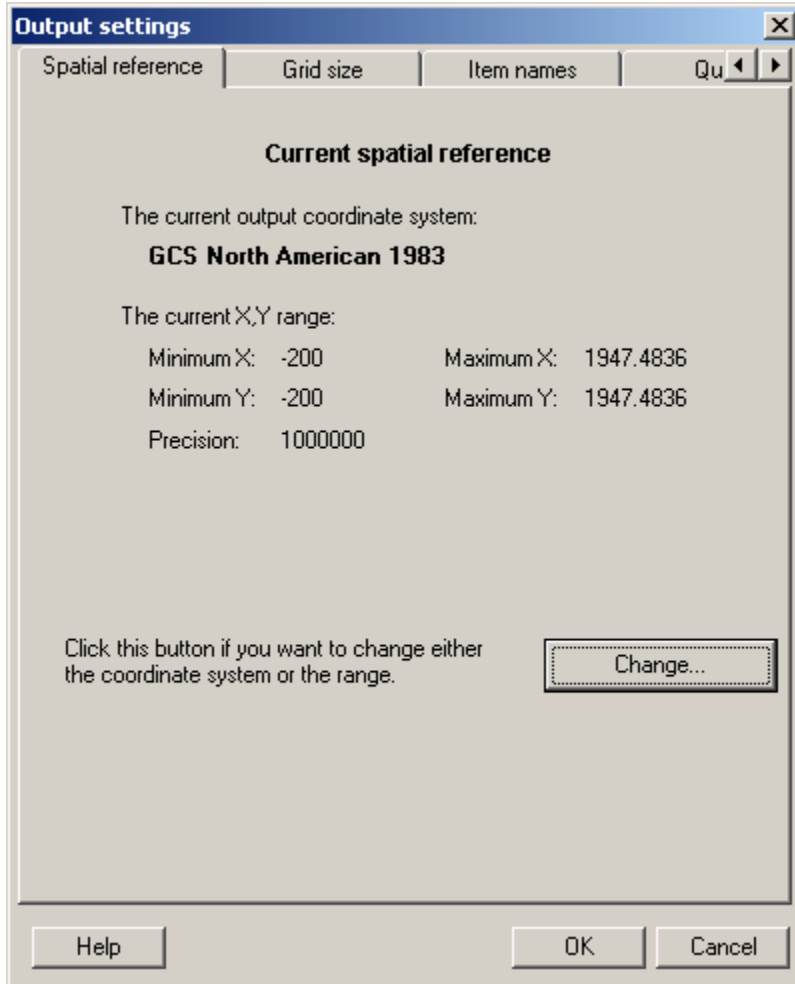 Output settings
Spatial reference Grid size Item names Qu
Current spatial reference
The current output coordinate system:
GCS North American 1983
The current X,Y range:
Minimum X: -200 Maximum X: 1947.4836
Minimum Y: -200 Maximum Y: 1947.4836
Precision: 1000000
Click this button if you want to change either
the coordinate system or the range.
Change...
Help OK Cancel